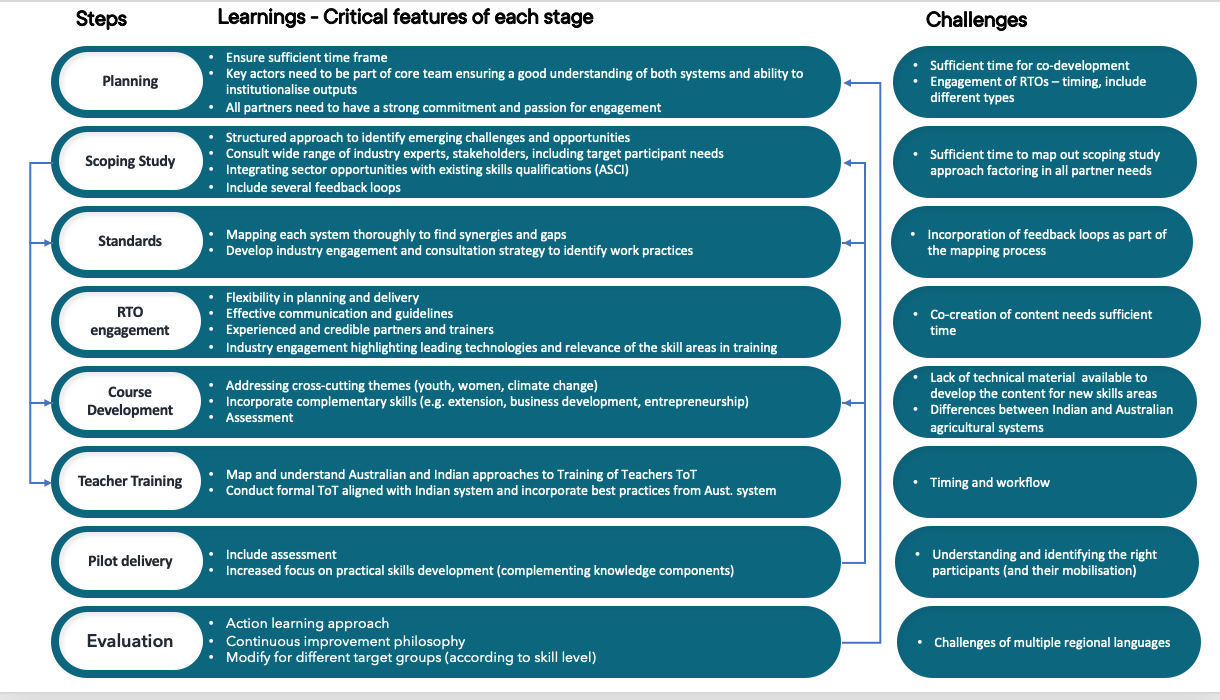 Steps
Learnings - Critical features of each stage
Challenges
Planning
• Ensure sufficient time frame
• Key actors need to be part of core team ensuring a good understanding of both systems and ability to
institutionalise outputs
• All partners need to have a strong commitment and passion for engagement
• Sufficient time for co-development
• Engagement of RTOs – timing, include
different types
Scoping Study
• Structured approach to identify emerging challenges and opportunities
• Consult wide range of industry experts, stakeholders, including target participant needs
• Integrating sector opportunities with existing skills qualifications (ASCI)
• Include several feedback loops
• Sufficient time to map out scoping study
approach factoring in all partner needs
Standards
• Mapping each system thoroughly to find synergies and gaps
• Develop industry engagement and consultation strategy to identify work practices
• Incorporation of feedback loops as part of
the mapping process
RTO
engagement
• Flexibility in planning and delivery
• Effective communication and guidelines
• Experienced and credible partners and trainers
• Industry engagement highlighting leading technologies and relevance of the skill areas in training
• Co-creation of content needs sufficient
time
Course
Development
• Addressing cross-cutting themes (youth, women, climate change)
• Incorporate complementary skills (e.g. extension, business development, entrepreneurship)
• Assessment
• Lack of technical material available to
develop the content for new skills areas
• Differences between Indian and Australian
agricultural systems
Teacher Training
• Map and understand Australian and Indian approaches to Training of Teachers ToT
• Conduct formal ToT aligned with Indian system and incorporate best practices from Aust. system
• Timing and workflow
Pilot delivery
• Include assessment
• Increased focus on practical skills development (complementing knowledge components)
• Understanding and identifying the right
participants (and their mobilisation)
Evaluation
• Action learning approach
• Continuous improvement philosophy
• Modify for different target groups (according to skill level)
• Challenges of multiple regional languages